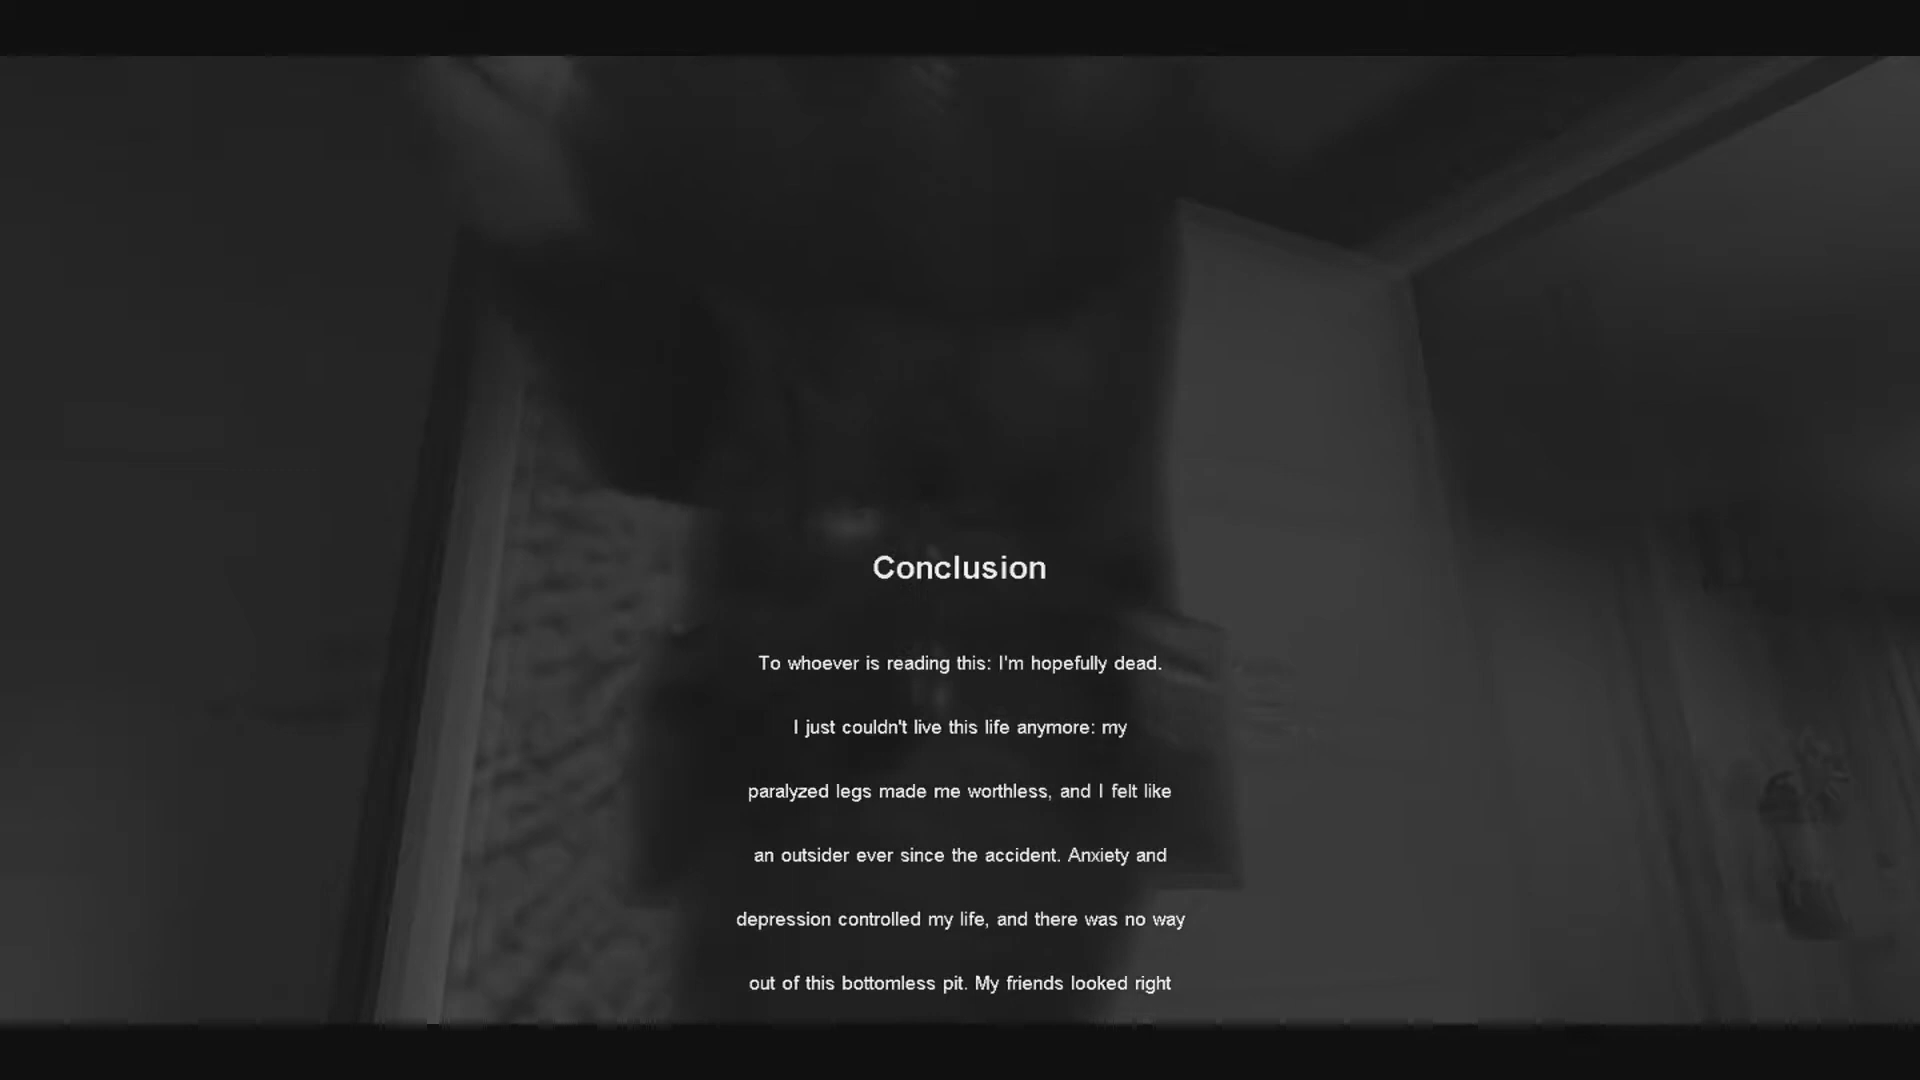 Conclusion
To whoever is reading this: I'm hopefully dead.
I just couldn't live this life anymore: my
paralyzed legs made me worthless, and I felt like
an outsider ever since the accident. Anxiety and
depression controlled my life, and there was no way
out of this bottomless pit. My friends looked right